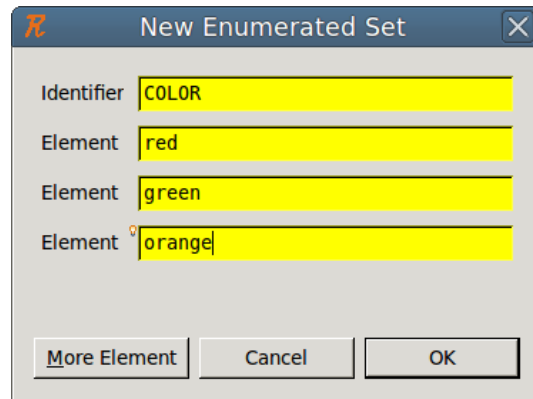 New Enumerated Set
Identifier COLOR
Element red
Element green
Element orange
More Element Cancel OK